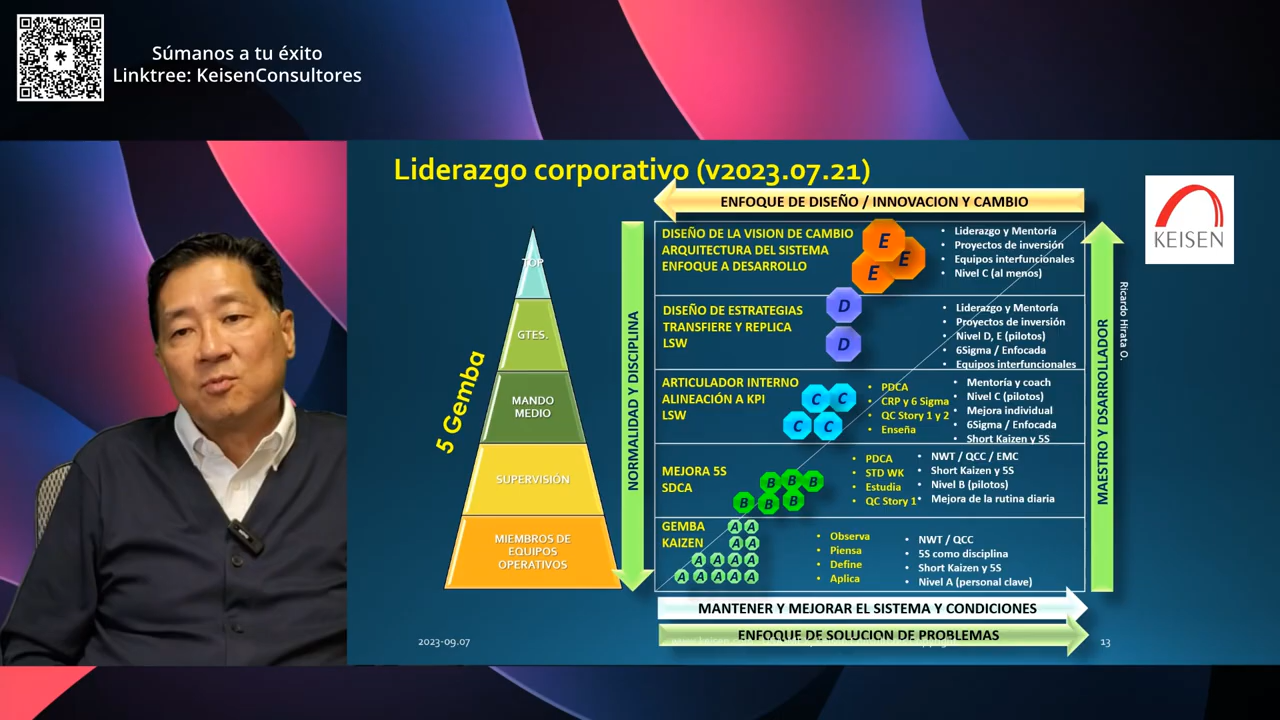 Súmanos a tu éxito
Linktree: KeisenConsultores
Liderazgo corporativo (v2023.07.21)
ENFOQUE DE DISEÑO / INNOVACION Y CAMBIO
KEISEN
5 Gemba
TOP
GTES.
MANDO
MEDIO
SUPERVISIÓN
MIEMBROS DE
EQUIPOS
OPERATIVOS
NORMALIDAD Y DISCIPLINA
DISEÑO DE LA VISION DE CAMBIO
ARQUITECTURA DEL SISTEMA
ENFOQUE A DESARROLLO
E
E
E
• Liderazgo y Mentoría
• Proyectos de inversión
• Equipos interfuncionales
• Nivel C (al menos)
DISEÑO DE ESTRATEGIAS
TRANSFIERE Y REPLICA
LSW
D
D
• Liderazgo y Mentoría
• Proyectos de inversión
• Nivel D, E (pilotos)
• 6Sigma / Enfocada
• Equipos interfuncionales
ARTICULADOR INTERNO
ALINEACIÓN A KPI
LSW
C C
C C
• PDCA
• CRP y 6 Sigma
• QC Story 1 y 2
• Enseña
• Mentoría y coach
• Nivel C (pilotos)
• Mejora individual
• 6Sigma / Enfocada
• Short Kaizen y 5S
MEJORA 5S
SDCA
B B B
B B B
• PDCA
• STD WK
• Estudia
• QC Story 1
• NWT / QCC / EMC
• Short Kaizen y 5S
• Nivel B (pilotos)
• Mejora de la rutina diaria
GEMBA
KAIZEN
A A
A A
A A A A
A A A A A
• Observa
• Piensa
• Define
• Aplica
• NWT / QCC
• 5S como disciplina
• Short Kaizen y 5S
• Nivel A (personal clave)
MAESTRO Y DSARROLLADOR
Ricardo Hirata O.
MANTENER Y MEJORAR EL SISTEMA Y CONDICIONES
ENFOQUE DE SOLUCION DE PROBLEMAS
2023-09.07
13